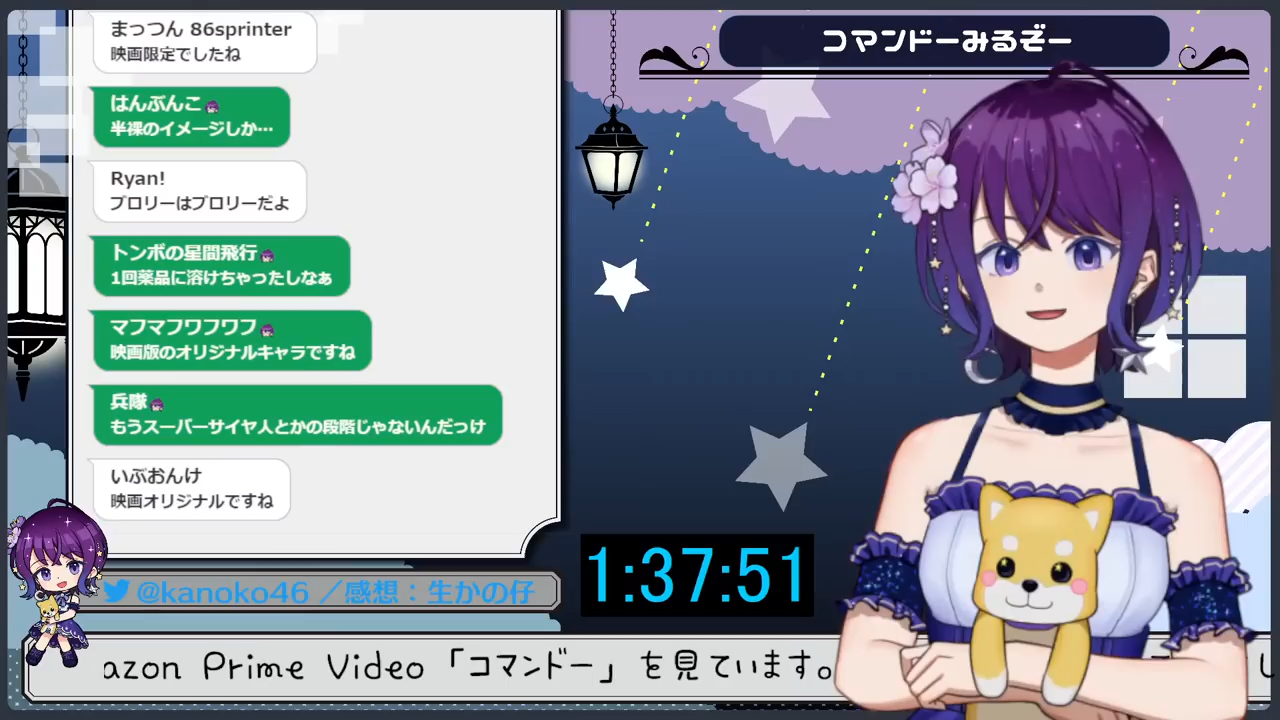 まっつん 86sprinter
映画限定でしたね
はんぶんこ
半裸のイメージしか…
Ryan!
ブロリーはブロリーだよ
トンボの星間飛行
1回薬品に溶けちゃったしなぁ
マフマフワフワフ
映画版のオリジナルキャラですね
兵隊
もうスーパーサイヤ人とかの段階じゃないんだっけ
いぶおんけ
映画オリジナルですね
コマンドーみるぞー
1:37:51
@kanoko46 ／感想：生かの仔
azon Prime Video「コマンドー」を見ています。